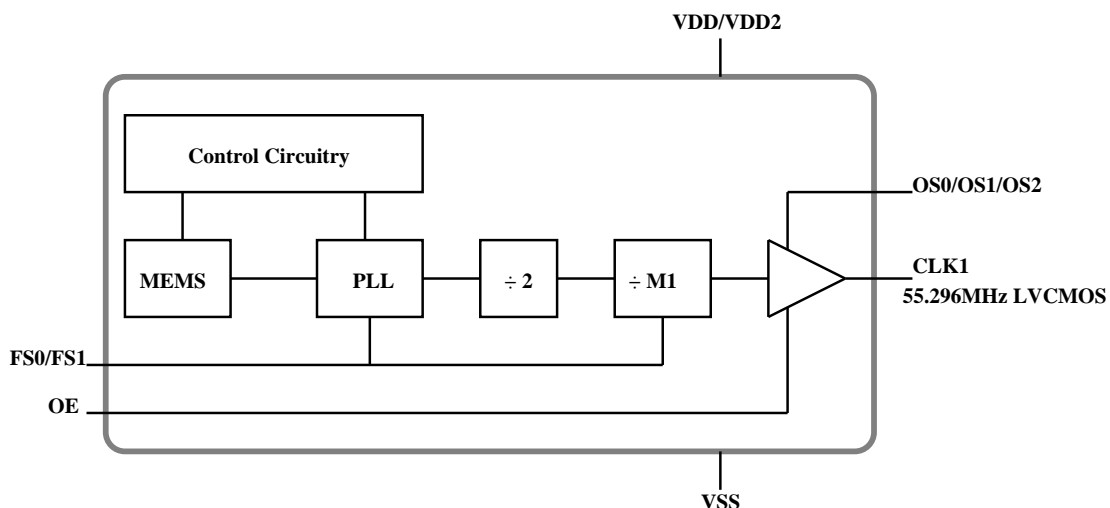 VDD/VDD2
Control Circuitry
OS0/OS1/OS2
MEMS
PLL
÷ 2
÷ M1
CLK1
55.296MHz LVCMOS
FS0/FS1
OE
VSS